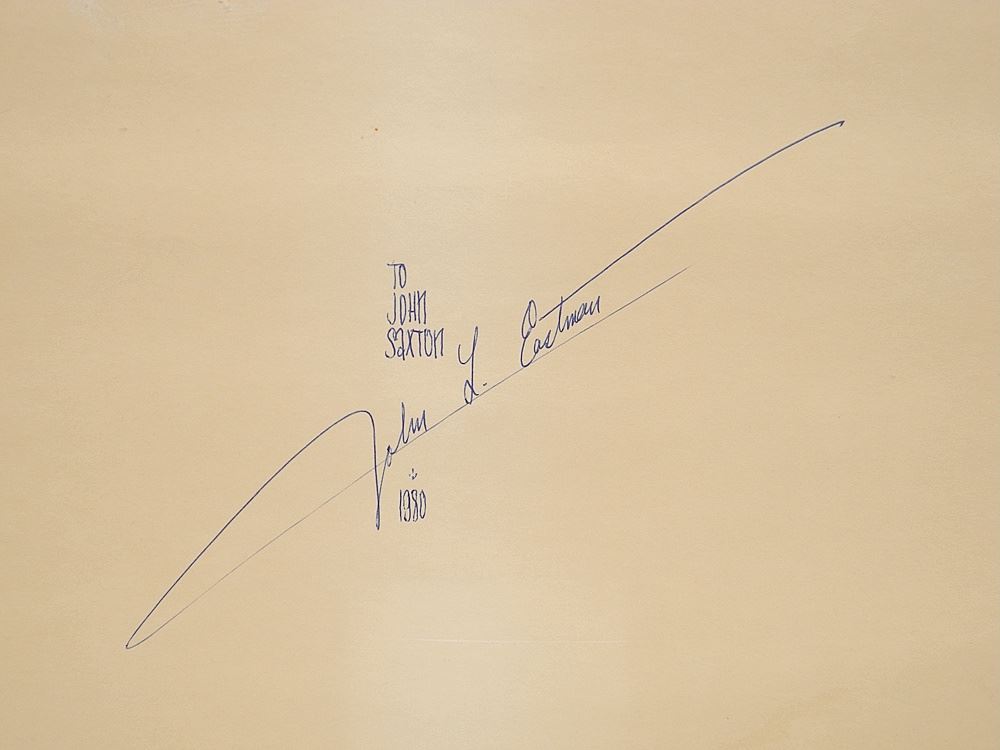 TO
JOHN
SaXTON
John L. Eastman
1980